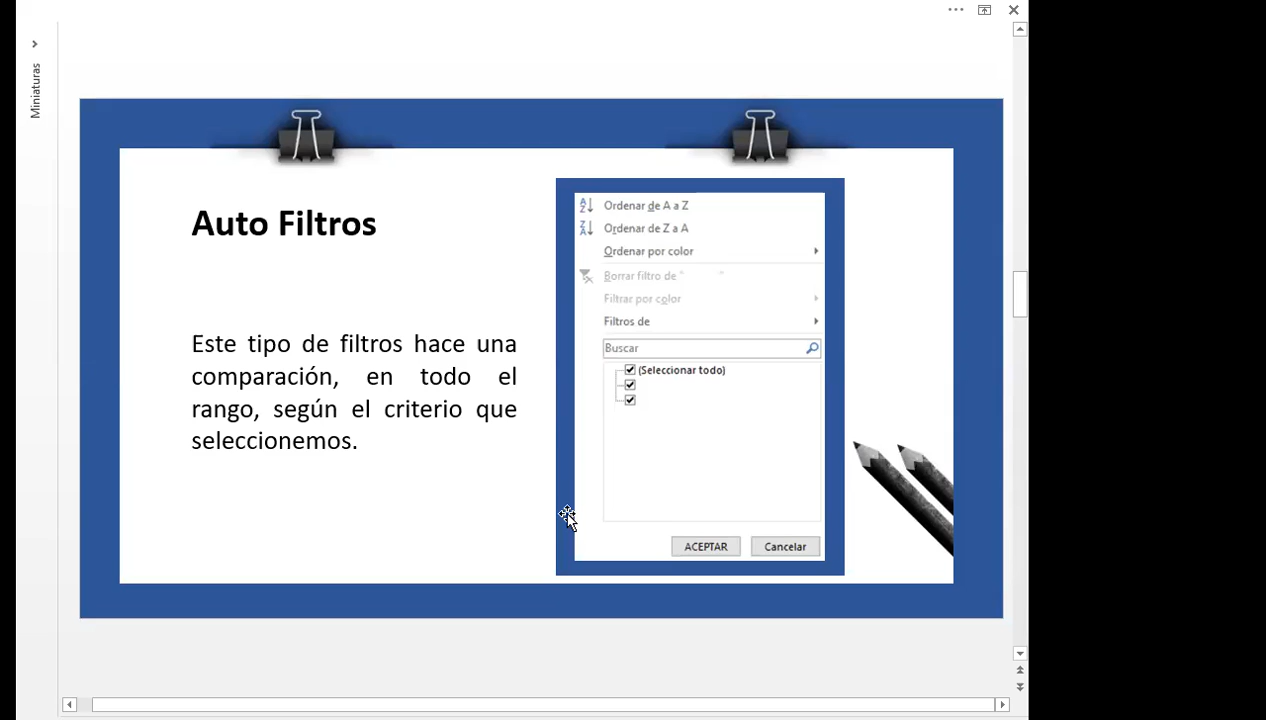 Miniaturas
Auto Filtros
Este tipo de filtros hace una
comparación, en todo el
rango, según el criterio que
seleccionemos.
Ordenar de A a Z
Ordenar de Z a A
Ordenar por color
Borrar filtro de " "
Filtrar por color
Filtros de
Buscar
(Seleccionar todo)
ACEPTAR Cancelar